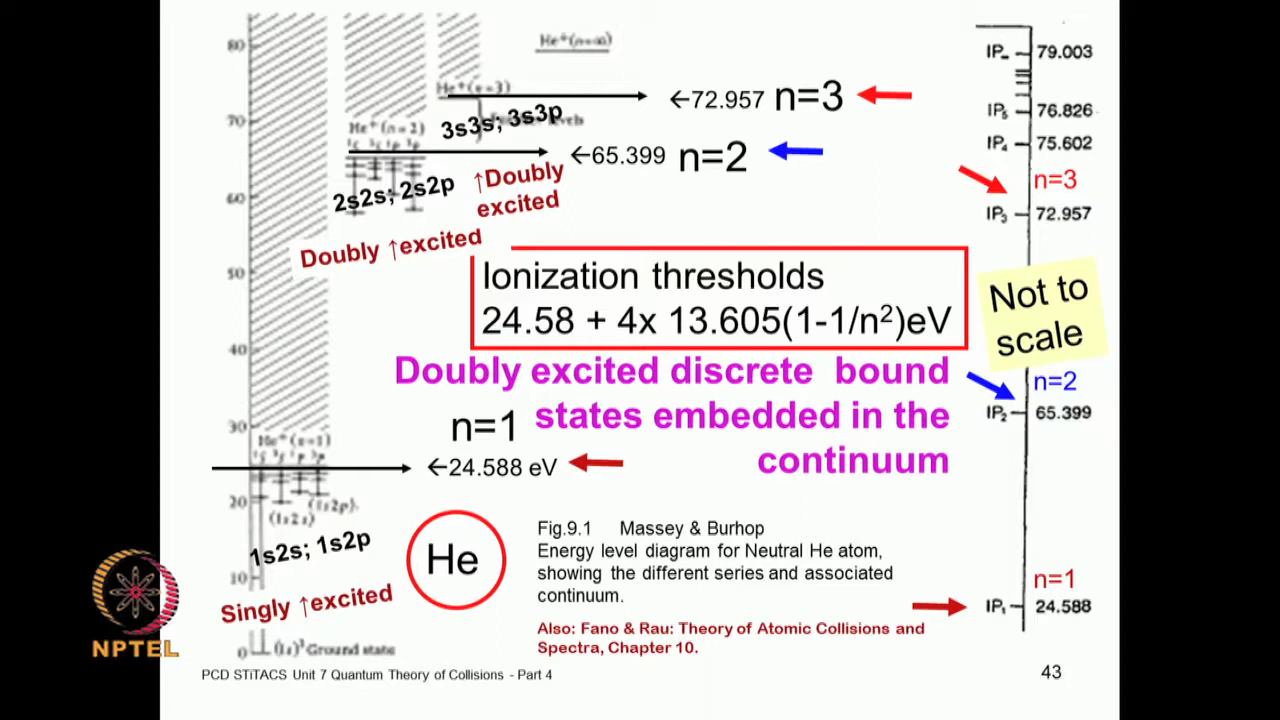 80
He⁺(n=∞)
He⁺(n=3)
←72.957 n=3
70
3s3s; 3s3p
levels
He⁺(n=2)
←65.399 n=2
60
2s2s; 2s2p
↑Doubly
excited
Doubly ↑excited
50
Ionization thresholds
24.58 + 4x 13.605(1-1/n²)eV
40
Doubly excited discrete bound
states embedded in the
continuum
30
n=1
He⁺(n=1)
←24.588 eV
20
(1s2p)
(1s2s)
1s2s; 1s2p
10
Singly ↑excited
0
Ground state
He
Fig.9.1 Massey & Burhop
Energy level diagram for Neutral He atom,
showing the different series and associated
continuum.
Also: Fano & Rau: Theory of Atomic Collisions and
Spectra, Chapter 10.
IP∞ 79.003
IP₅ 76.826
IP₄ 75.602
n=3
IP₃ 72.957
Not to
scale
n=2
IP₂ 65.399
n=1
IP₁ 24.588
NPTEL
PCD STiTACS Unit 7 Quantum Theory of Collisions - Part 4
43